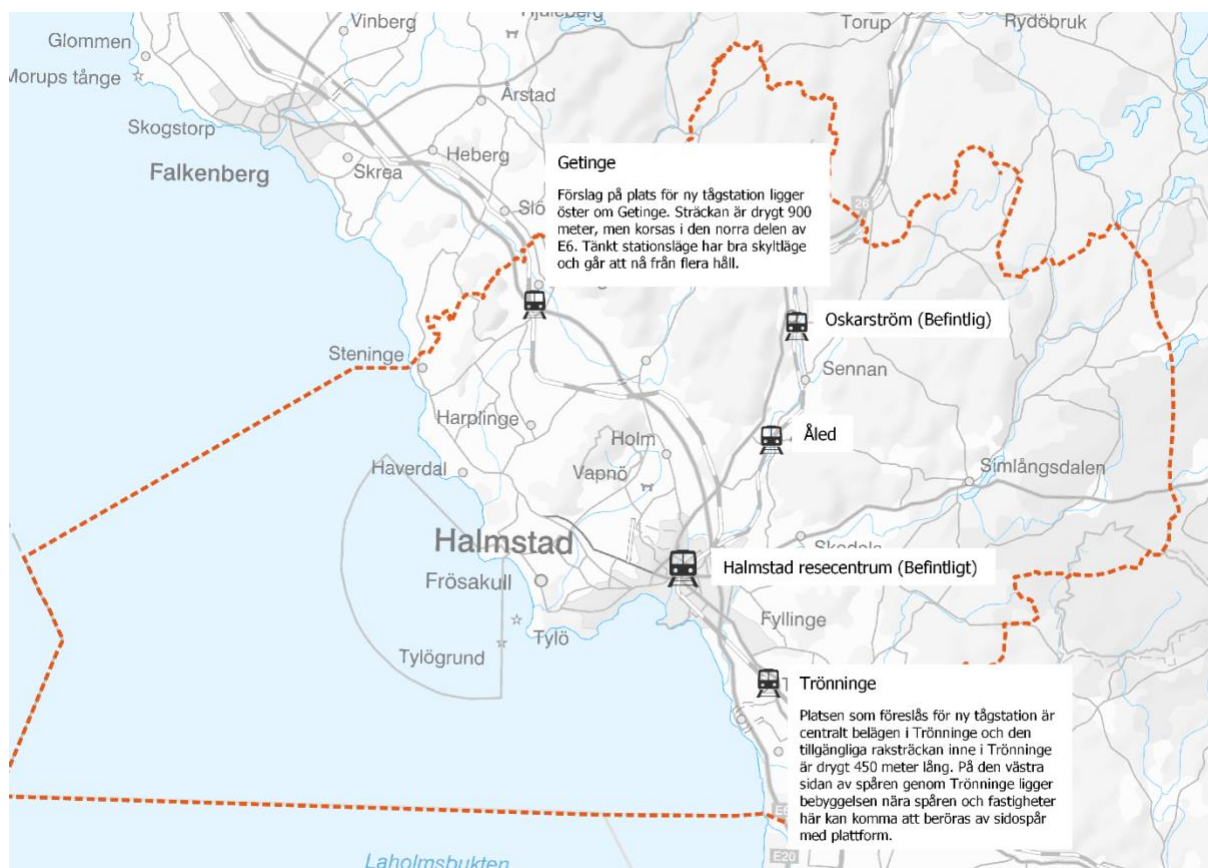 Vinberg
Torup
Rydöbruk
Glommen
Morups tånge
Årstad
Skogstorp
Heberg
Falkenberg
Skrea
Getinge
Förslag på plats för ny tågstation ligger
öster om Getinge. Sträckan är drygt 900
meter, men korsas i den norra delen av
E6. Tänkt stationsläge har bra skyltläge
och går att nå från flera håll.
26
Oskarström (Befintlig)
Steninge
Sennan
Harplinge
Åled
Holm
Haverdal
Vapnö
Simlångsdalen
Halmstad
Halmstad resecentrum (Befintligt)
Frösakull
Fyllinge
Tylö
Tylögrund
Trönninge
Platsen som föreslås för ny tågstation är
centralt belägen i Trönninge och den
tillgängliga raksträckan inne i Trönninge
är drygt 450 meter lång. På den västra
sidan av spåren genom Trönninge ligger
bebyggelsen nära spåren och fastigheter
här kan komma att beröras av sidospår
med plattform.
E20
Laholmsbukten